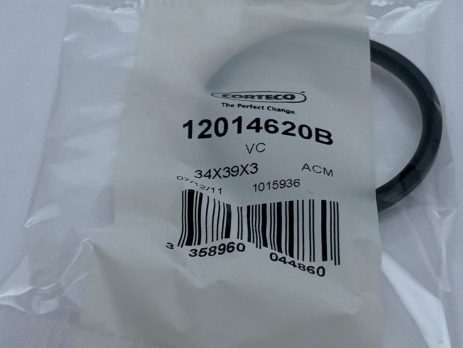 CORTECO
The Perfect Change.
12014620B
VC
34X39X3 ACM
07/12/11 1015936
3 358960 044860